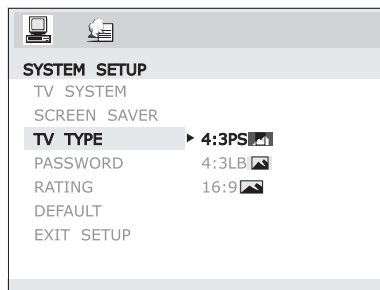 SYSTEM SETUP
TV SYSTEM
SCREEN SAVER
TV TYPE 4:3PS
PASSWORD 4:3LB
RATING 16:9
DEFAULT
EXIT SETUP